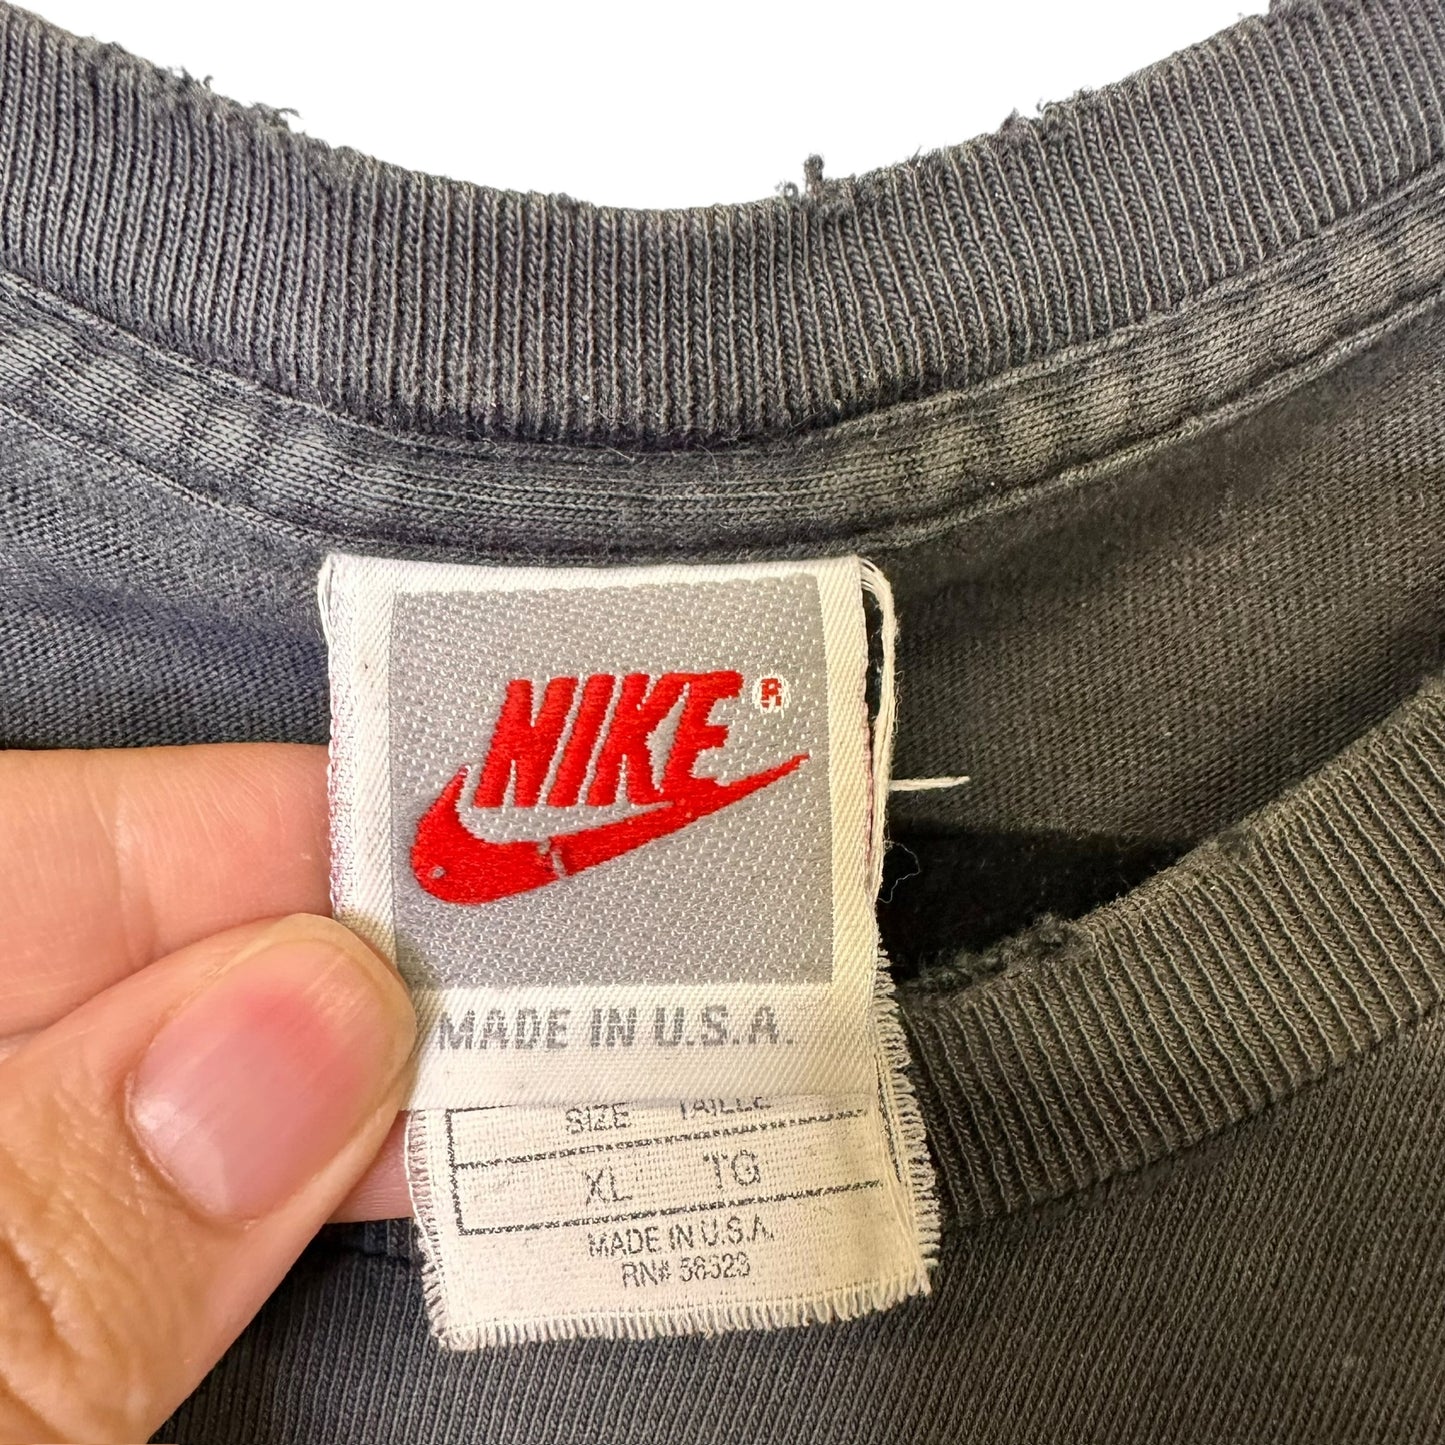 NIKE®
MADE IN U.S.A.
SIZE TAILLE
XL TG
MADE IN U.S.A.
RN# 56323